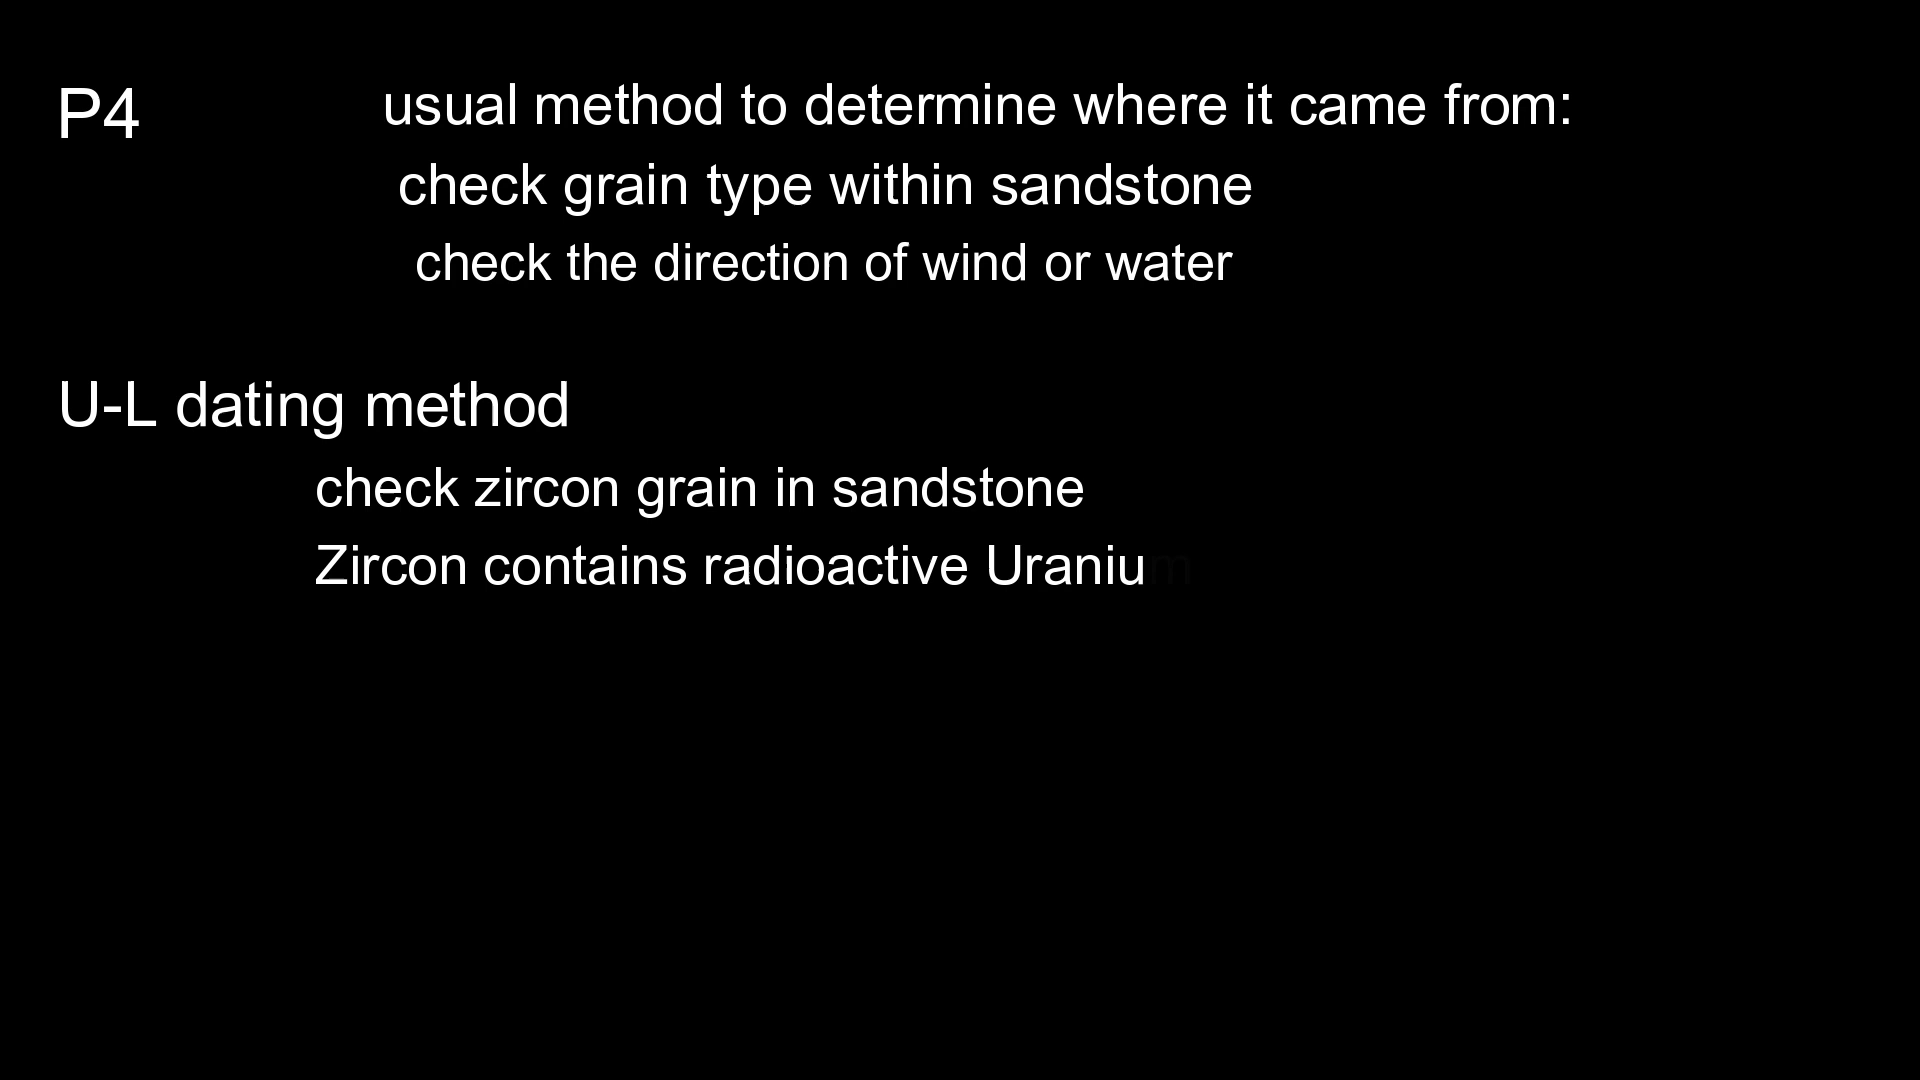 P4
usual method to determine where it came from:
check grain type within sandstone
check the direction of wind or water
U-L dating method
check zircon grain in sandstone
Zircon contains radioactive Uranium